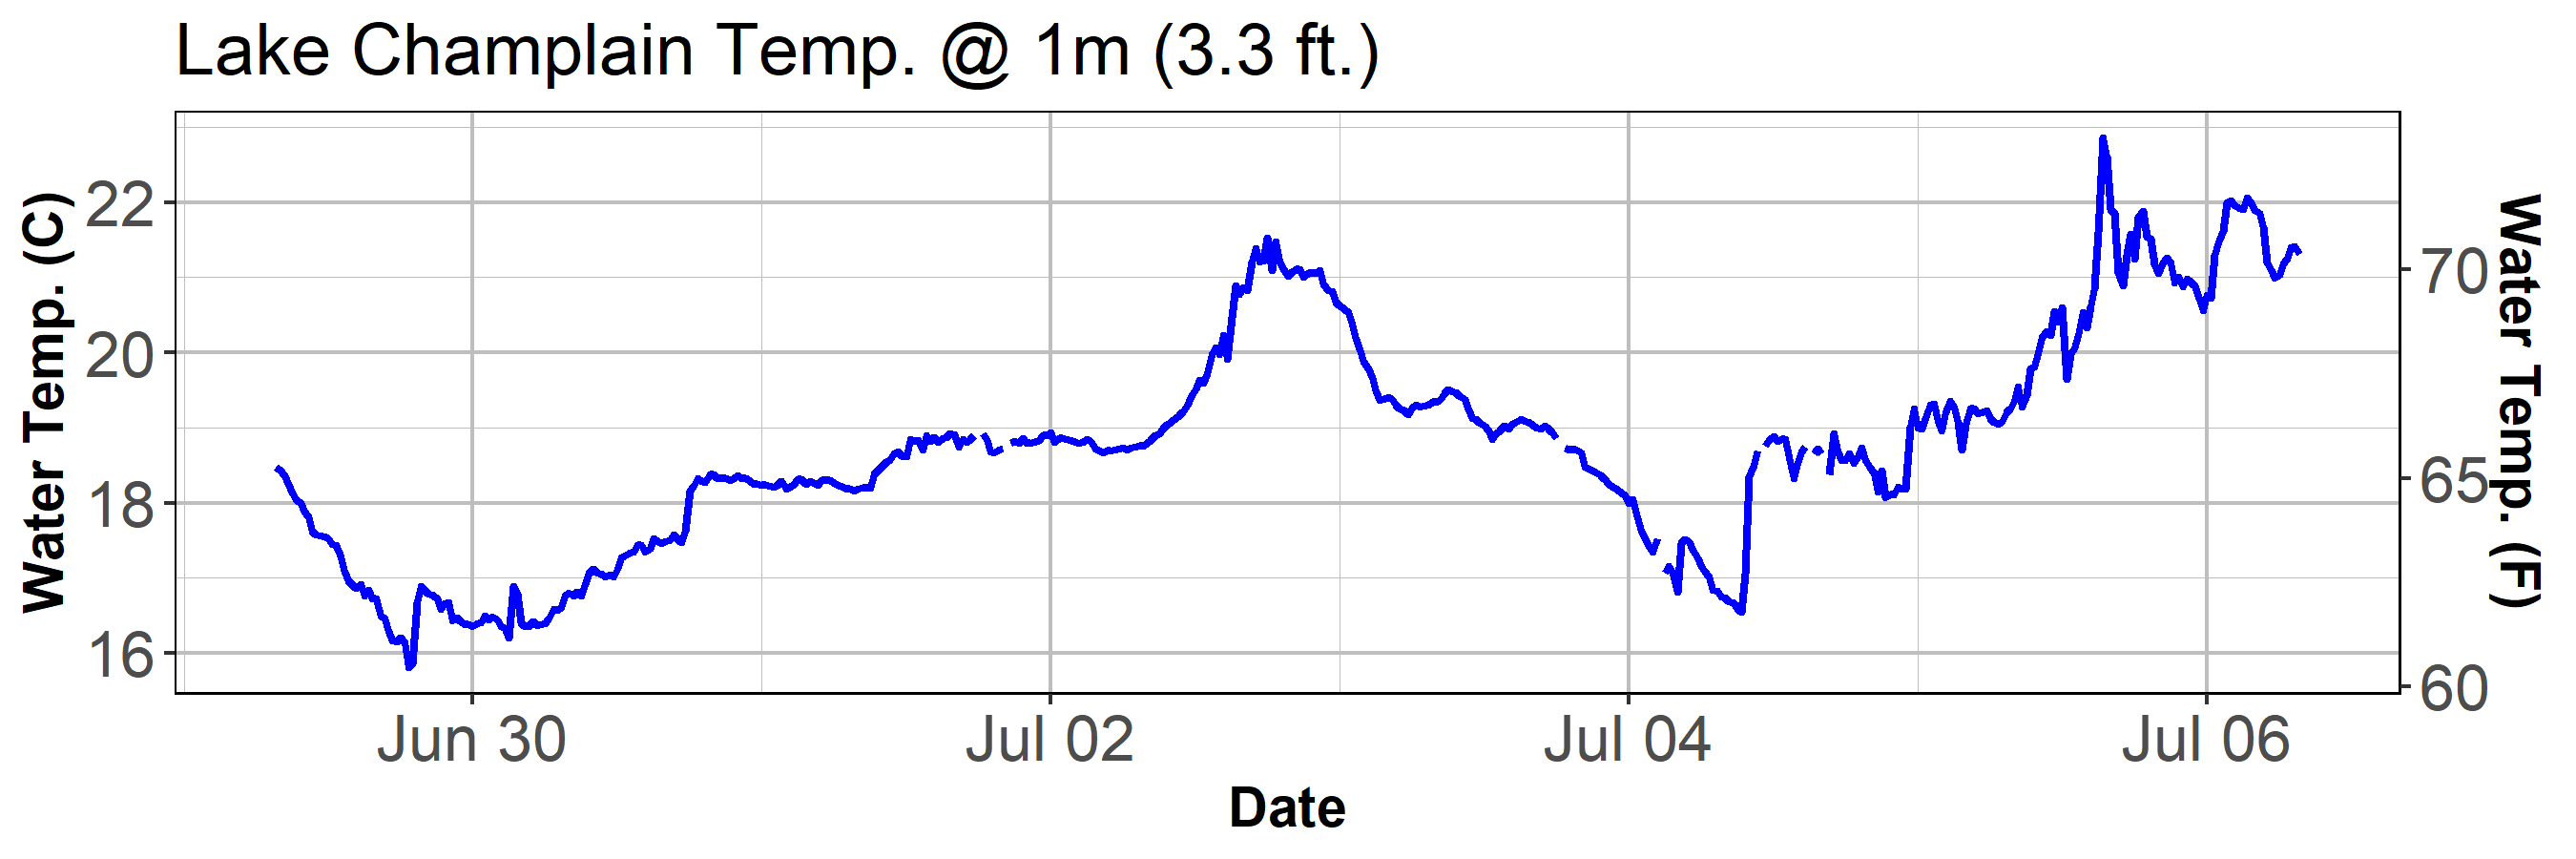 Lake Champlain Temp. @ 1m (3.3 ft.)
Water Temp. (C)
22
20
18
16
70
65
60
Water Temp. (F)
Jun 30
Jul 02
Jul 04
Jul 06
Date